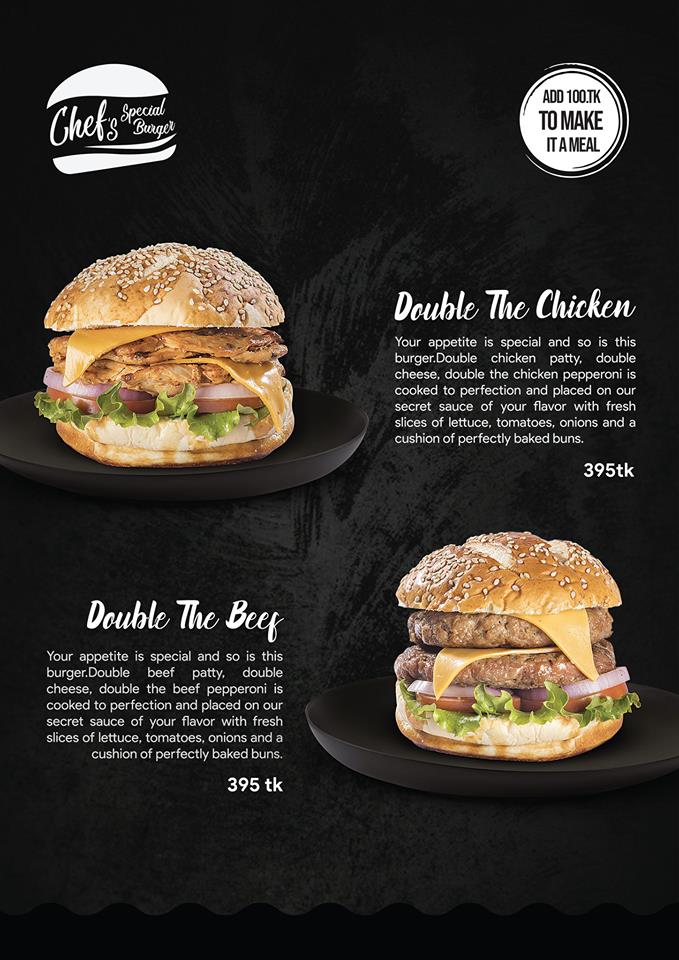 Chef's Special
Burger
ADD 100.TK
TO MAKE
IT A MEAL
Double The Chicken
Your appetite is special and so is this
burger.Double chicken patty, double
cheese, double the chicken pepperoni is
cooked to perfection and placed on our
secret sauce of your flavor with fresh
slices of lettuce, tomatoes, onions and a
cushion of perfectly baked buns.
395tk
Double The Beef
Your appetite is special and so is this
burger.Double beef patty, double
cheese, double the beef pepperoni is
cooked to perfection and placed on our
secret sauce of your flavor with fresh
slices of lettuce, tomatoes, onions and a
cushion of perfectly baked buns.
395 tk